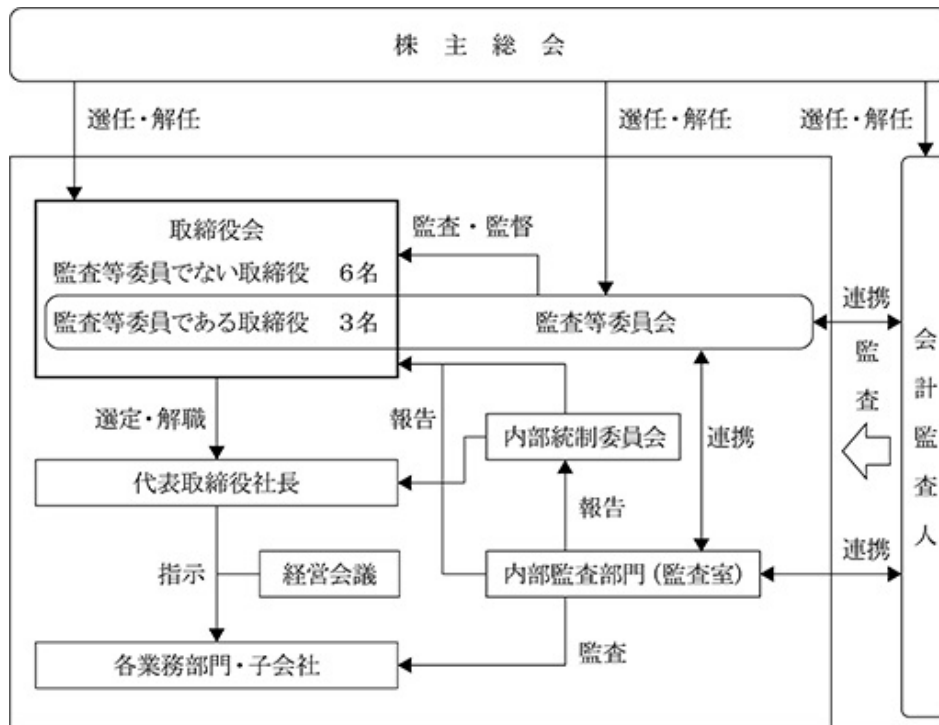 株主総会
選任・解任
選任・解任
選任・解任
取締役会
監査・監督
監査等委員でない取締役 6名
監査等委員である取締役 3名
監査等委員会
連携
監査
会計監査人
選定・解職
報告
内部統制委員会
連携
代表取締役社長
報告
指示
経営会議
内部監査部門(監査室)
連携
監査
各業務部門・子会社